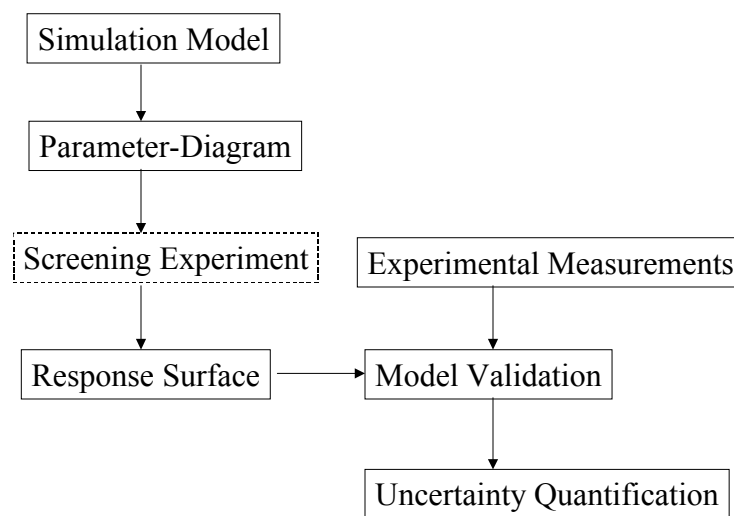 Simulation Model
Parameter-Diagram
Screening Experiment
Experimental Measurements
Response Surface
Model Validation
Uncertainty Quantification